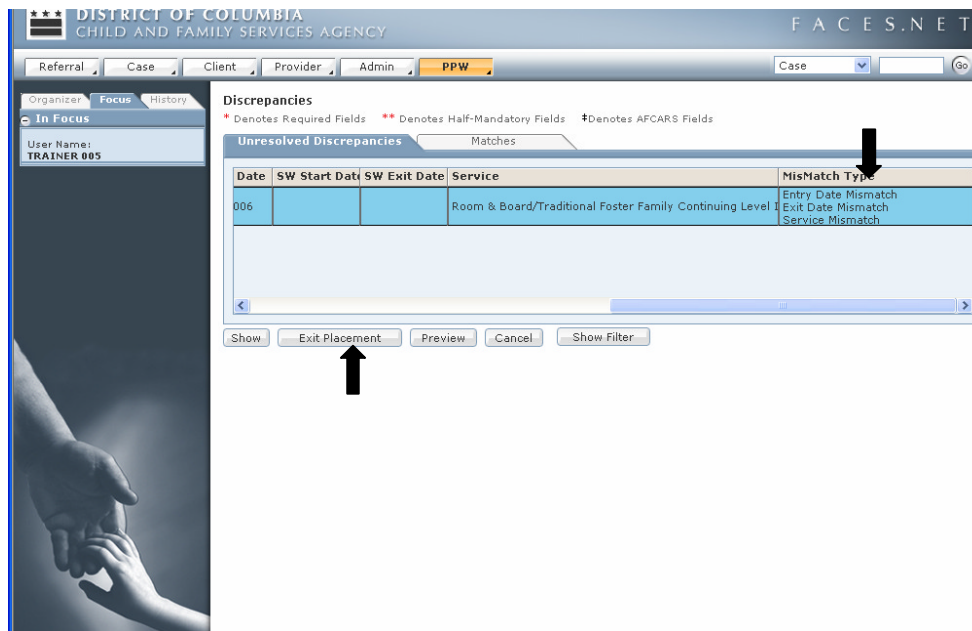 DISTRICT OF COLUMBIA
CHILD AND FAMILY SERVICES AGENCY
FACES.NET
Referral Case Client Provider Admin PPW Case Go
Organizer Focus History
In Focus
User Name:
TRAINER 005
Discrepancies
* Denotes Required Fields ** Denotes Half-Mandatory Fields ‡Denotes AFCARS Fields
Unresolved Discrepancies Matches
Date SW Start Date SW Exit Date Service MisMatch Type
006 Room & Board/Traditional Foster Family Continuing Level I Entry Date Mismatch
Exit Date Mismatch
Service Mismatch
Show Exit Placement Preview Cancel Show Filter